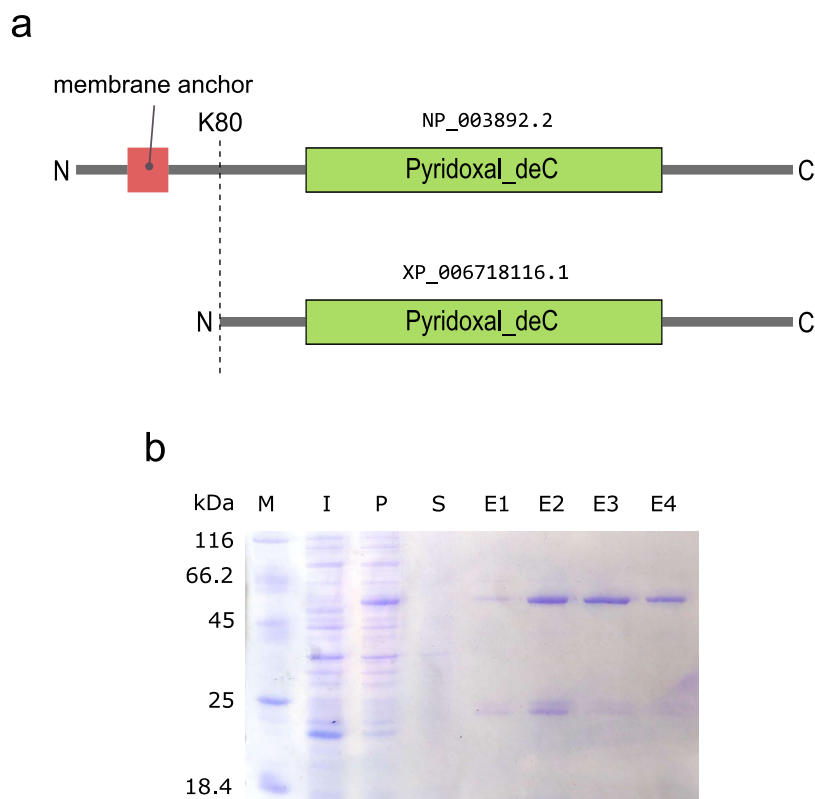 a
membrane anchor
K80
NP_003892.2
N Pyridoxal_deC C
XP_006718116.1
N Pyridoxal_deC C
b
kDa M I P S E1 E2 E3 E4
116
66.2
45
25
18.4